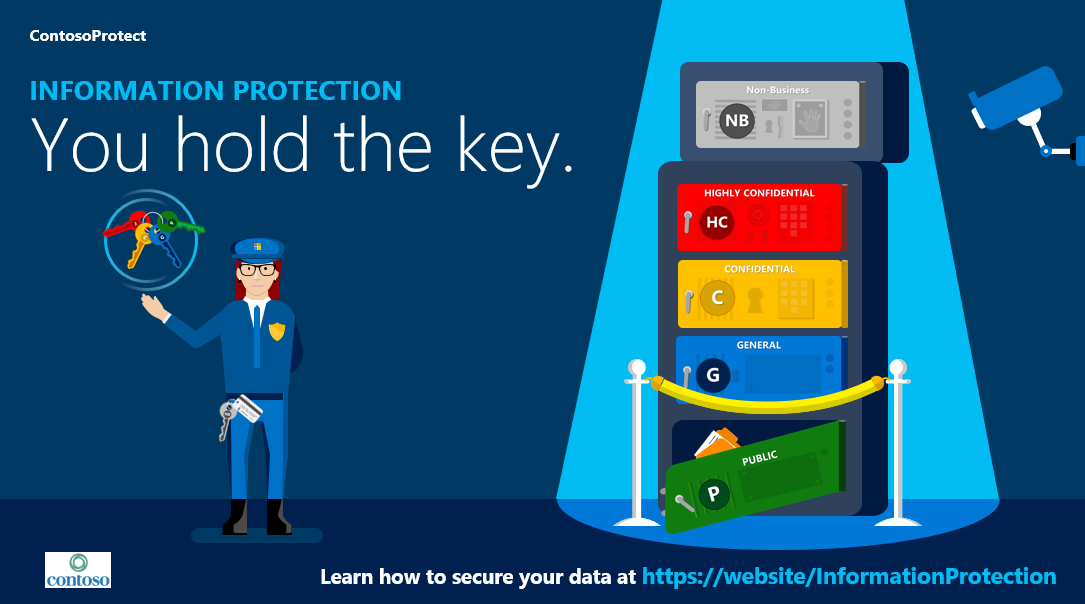 ContosoProtect
INFORMATION PROTECTION
You hold the key.
Non-Business
NB
HIGHLY CONFIDENTIAL
HC
CONFIDENTIAL
C
GENERAL
G
PUBLIC
P
contoso
Learn how to secure your data at https://website/InformationProtection